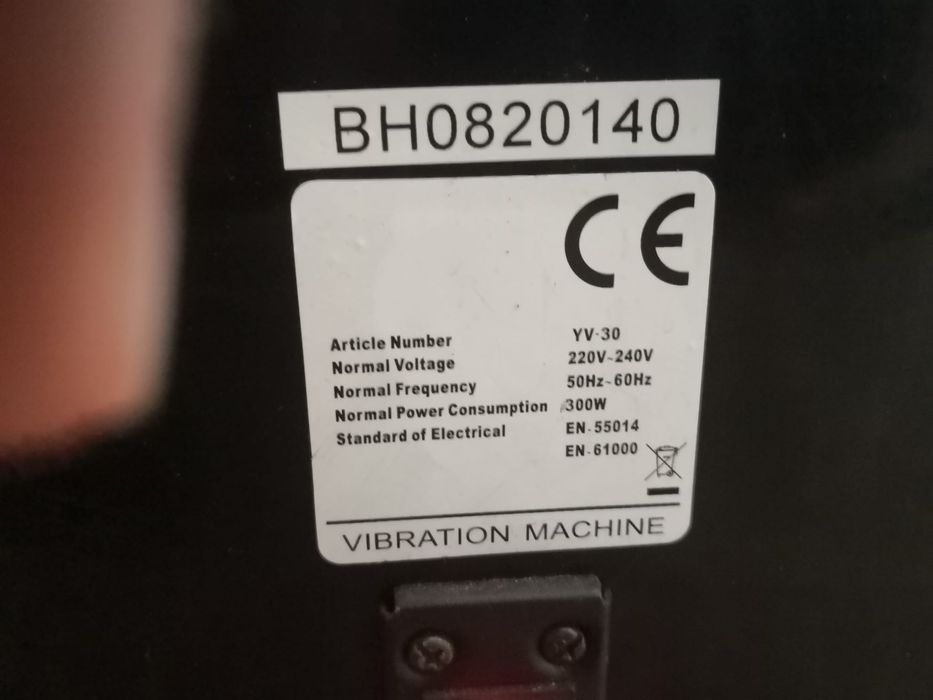 BH0820140
CE
Article Number YV-30
Normal Voltage 220V~240V
Normal Frequency 50Hz~60Hz
Normal Power Consumption 300W
Standard of Electrical EN-55014
EN-61000
VIBRATION MACHINE